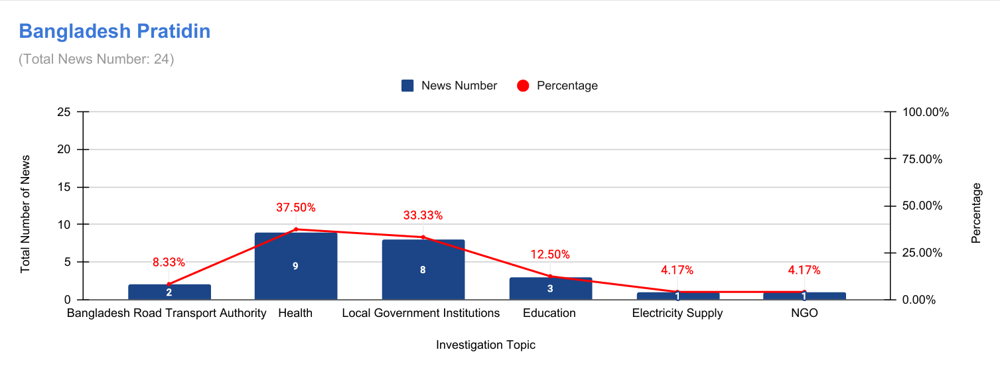 Bangladesh Pratidin
(Total News Number: 24)
News Number
Percentage
25
20
15
10
5
0
Total Number of News
100.00%
75.00%
50.00%
25.00%
0.00%
Percentage
8.33%
37.50%
33.33%
12.50%
4.17%
4.17%
2
9
8
3
1
1
Bangladesh Road Transport Authority
Health
Local Government Institutions
Education
Electricity Supply
NGO
Investigation Topic